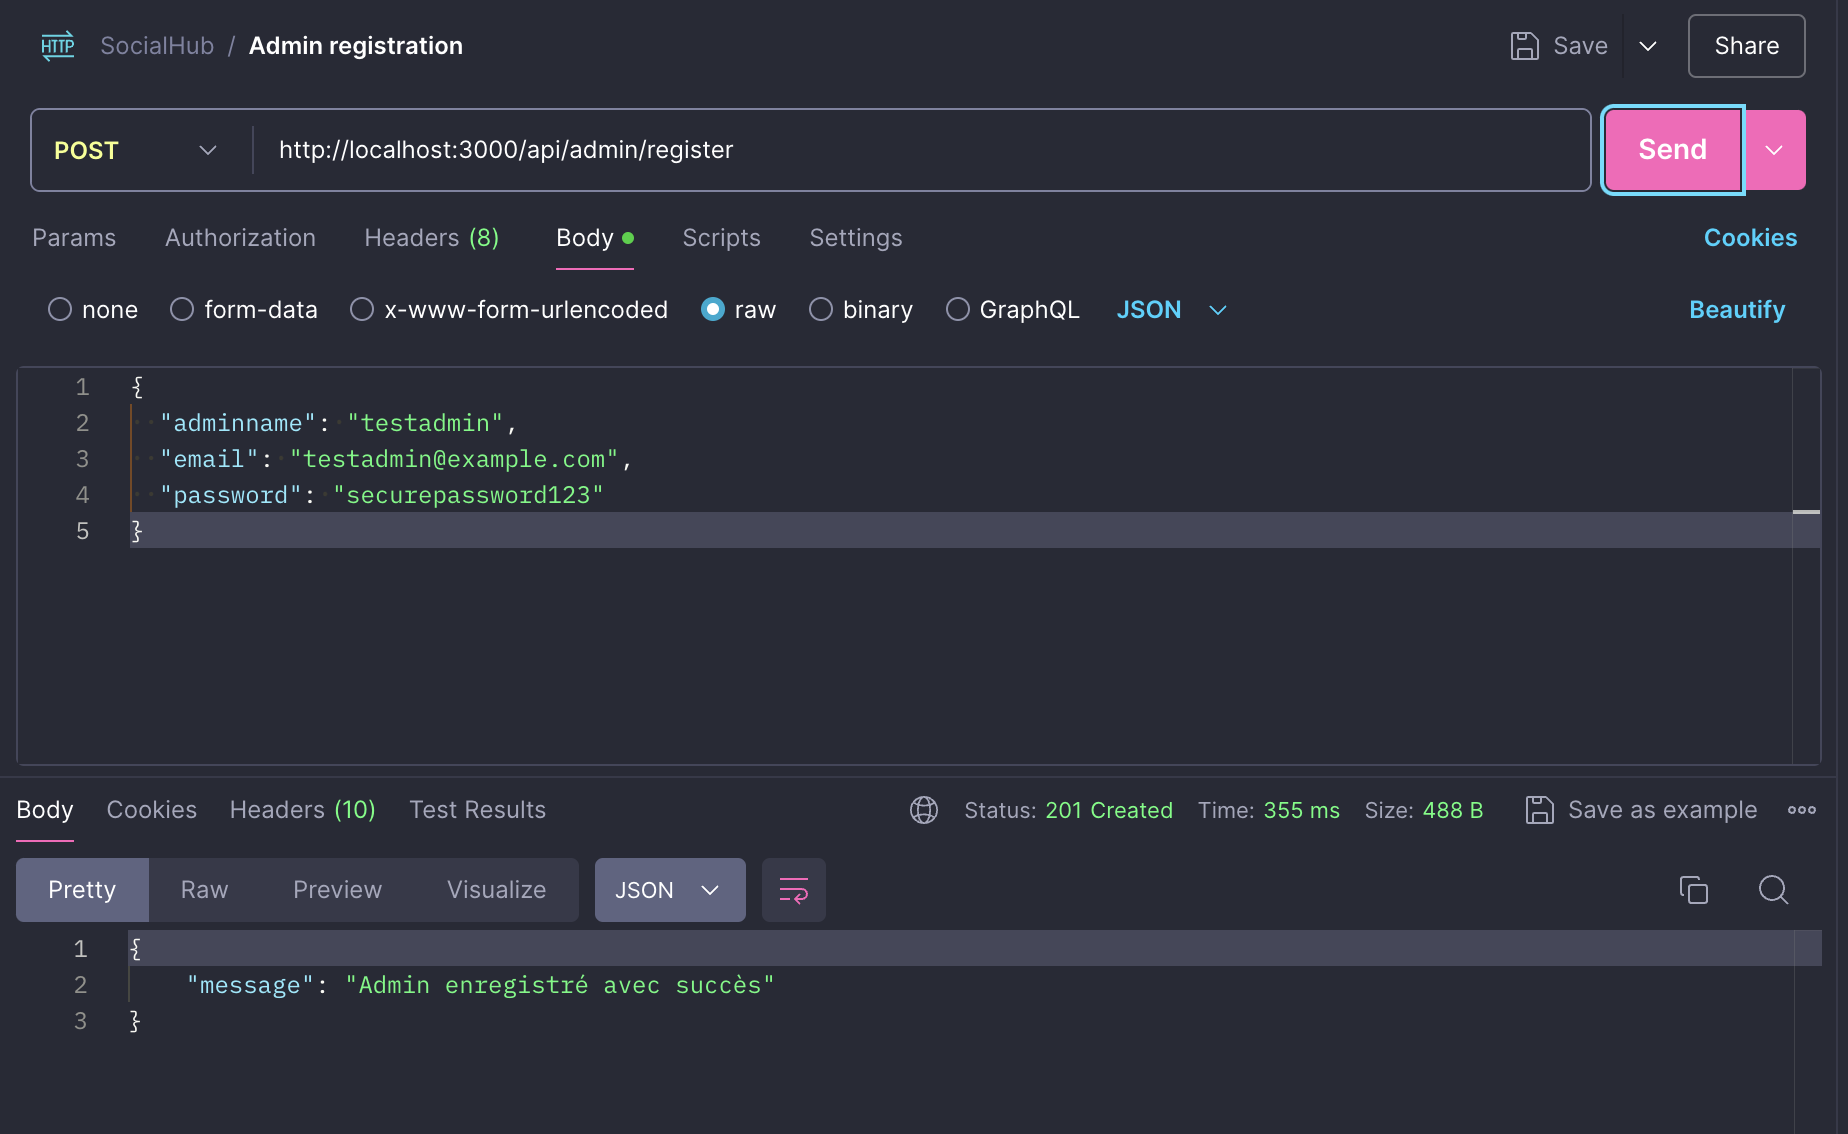 HTTP SocialHub / Admin registration Save Share
POST http://localhost:3000/api/admin/register Send
Params Authorization Headers (8) Body Scripts Settings Cookies
none form-data x-www-form-urlencoded raw binary GraphQL JSON Beautify
1 {
2 "adminname": "testadmin",
3 "email": "testadmin@example.com",
4 "password": "securepassword123"
5 }
Body Cookies Headers (10) Test Results Status: 201 Created Time: 355 ms Size: 488 B Save as example
Pretty Raw Preview Visualize JSON
1 {
2 "message": "Admin enregistré avec succès"
3 }